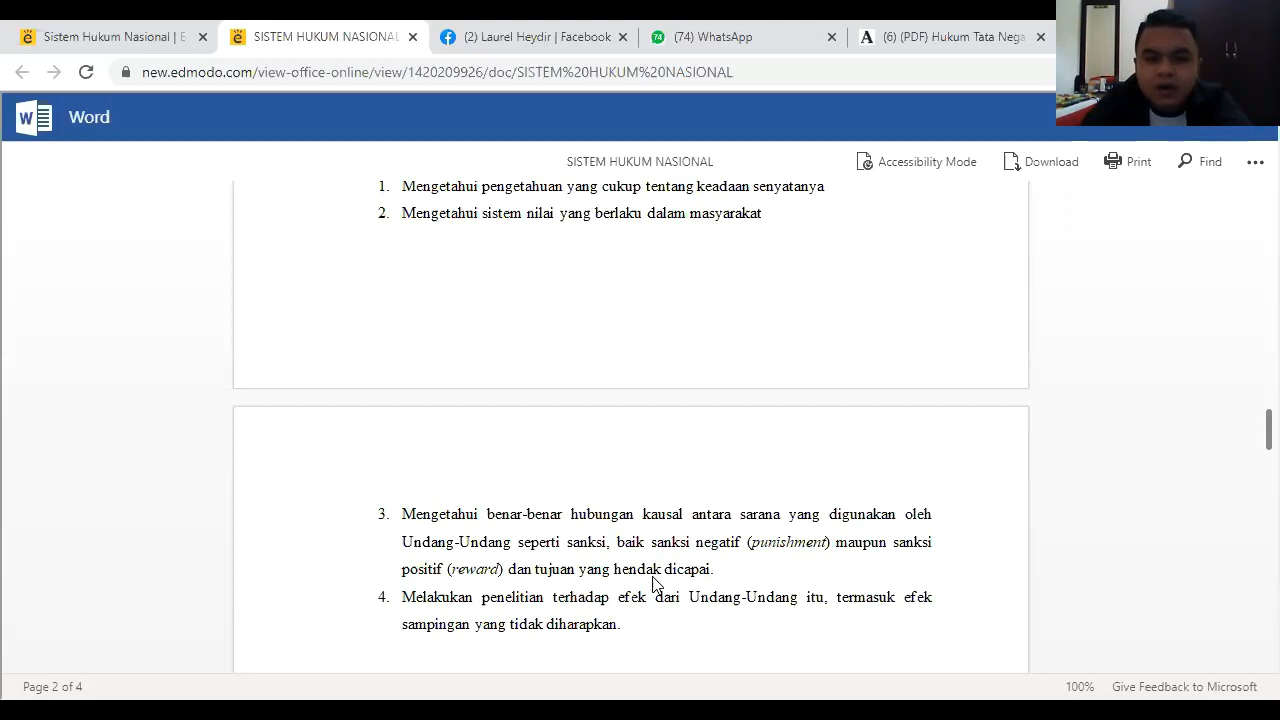 Sistem Hukum Nasional | E
SISTEM HUKUM NASIONAL
(2) Laurel Heydir | Facebook
74
(74) WhatsApp
A
(6) (PDF) Hukum Tata Nega
new.edmodo.com/view-office-online/view/1420209926/doc/SISTEM%20HUKUM%20NASIONAL
W
Word
SISTEM HUKUM NASIONAL
Accessibility Mode
Download
Print
Find
1. Mengetahui pengetahuan yang cukup tentang keadaan senyatanya
2. Mengetahui sistem nilai yang berlaku dalam masyarakat
3. Mengetahui benar-benar hubungan kausal antara sarana yang digunakan oleh
Undang-Undang seperti sanksi, baik sanksi negatif (punishment) maupun sanksi
positif (reward) dan tujuan yang hendak dicapai.
4. Melakukan penelitian terhadap efek dari Undang-Undang itu, termasuk efek
sampingan yang tidak diharapkan.
Page 2 of 4
100%
Give Feedback to Microsoft